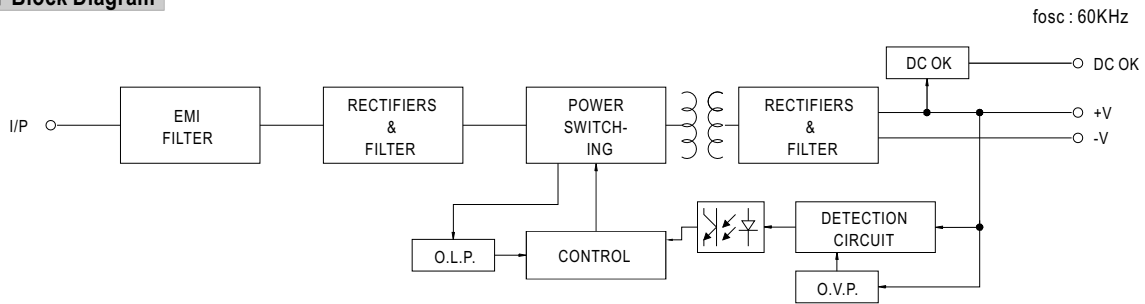 Block Diagram
fosc : 60KHz
DC OK
DC OK
I/P
EMI
FILTER
RECTIFIERS
&
FILTER
POWER
SWITCH-
ING
RECTIFIERS
&
FILTER
+V
-V
O.L.P.
CONTROL
DETECTION
CIRCUIT
O.V.P.